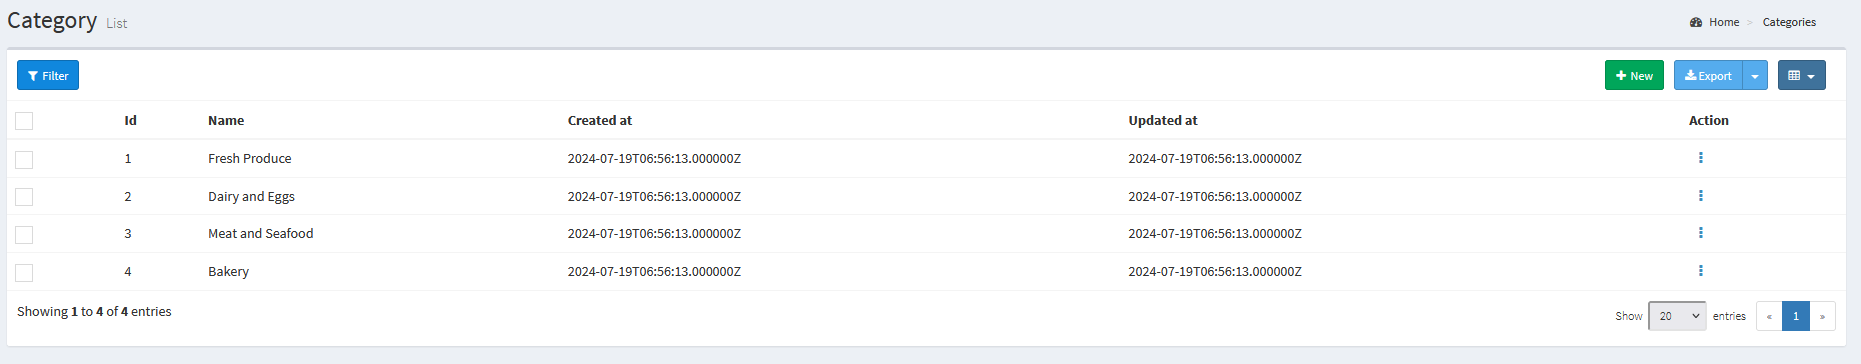 Category List
Home > Categories
Filter
New Export
Id Name Created at Updated at Action
1 Fresh Produce 2024-07-19T06:56:13.000000Z 2024-07-19T06:56:13.000000Z
2 Dairy and Eggs 2024-07-19T06:56:13.000000Z 2024-07-19T06:56:13.000000Z
3 Meat and Seafood 2024-07-19T06:56:13.000000Z 2024-07-19T06:56:13.000000Z
4 Bakery 2024-07-19T06:56:13.000000Z 2024-07-19T06:56:13.000000Z
Showing 1 to 4 of 4 entries
Show 20 entries « 1 »